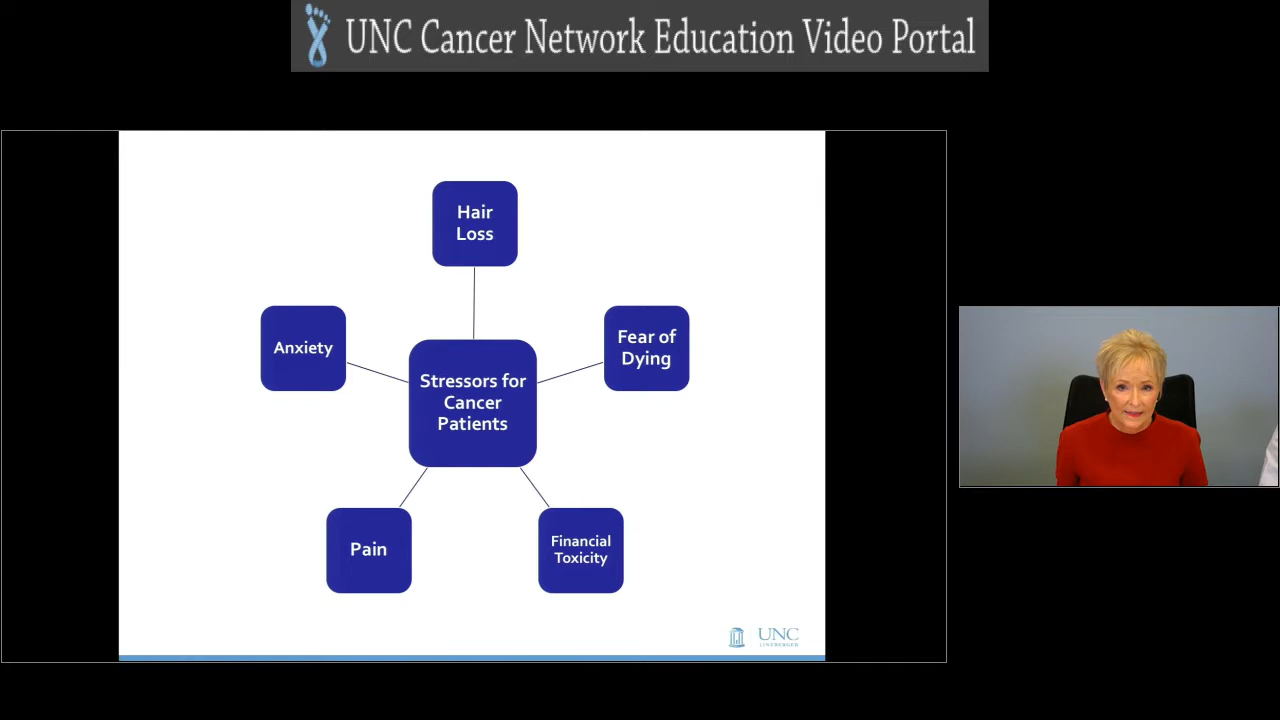 UNC Cancer Network Education Video Portal
Hair
Loss
Anxiety
Fear of
Dying
Stressors for
Cancer
Patients
Pain
Financial
Toxicity
UNC
LINEBERGER